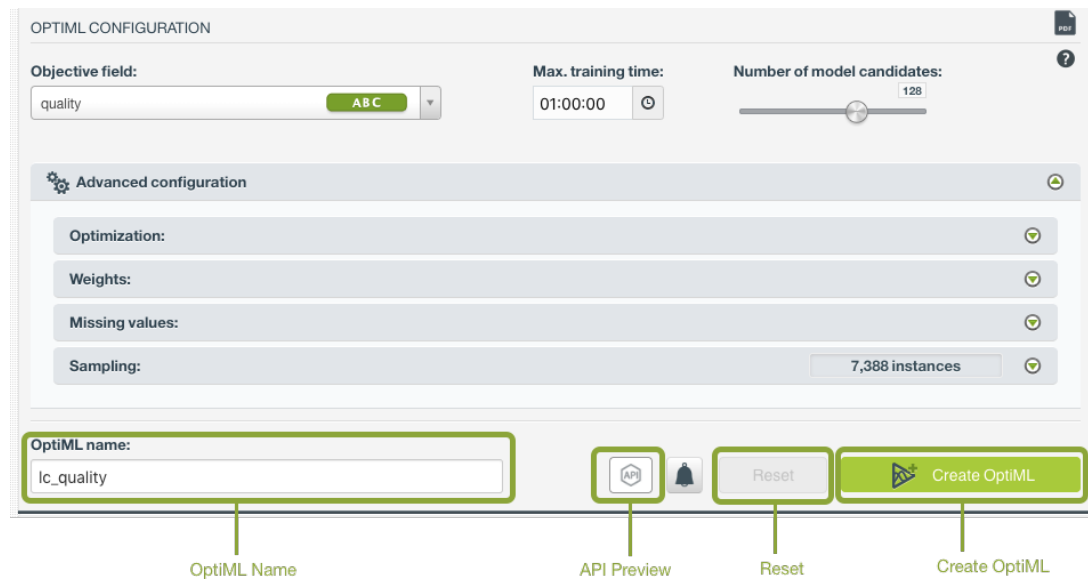 OPTIML CONFIGURATION
PDF
?
Objective field:
Max. training time:
Number of model candidates:
quality
ABC
01:00:00
128
Advanced configuration
Optimization:
Weights:
Missing values:
Sampling:
7,388 instances
OptiML name:
lc_quality
API
Reset
Create OptiML
OptiML Name
API Preview
Reset
Create OptiML